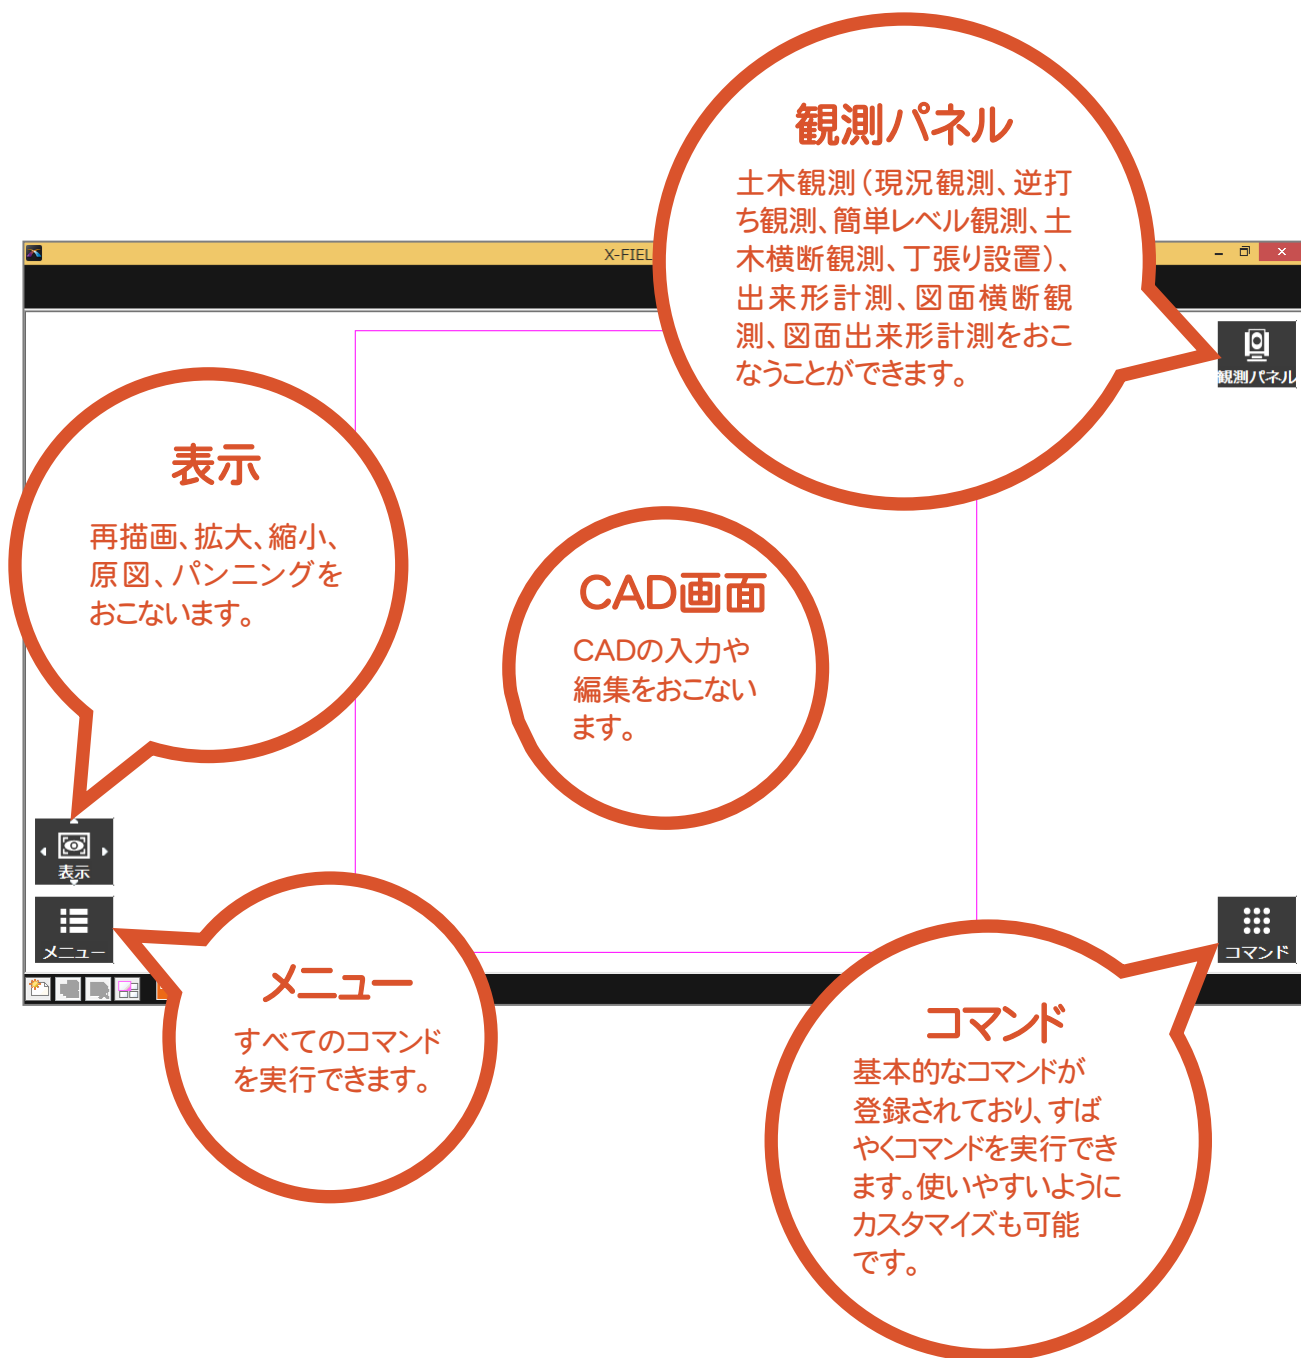 観測パネル
土木観測（現況観測、逆打
ち観測、簡単レベル観測、土
木横断観測、丁張り設置）、
出来形計測、図面横断観
測、図面出来形計測をおこ
なうことができます。
X-FIEL
観測パネル
表示
再描画、拡大、縮小、
原図、パンニングを
おこないます。
CAD画面
CADの入力や
編集をおこない
ます。
表示
メニュー
コマンド
メニュー
すべてのコマンド
を実行できます。
コマンド
基本的なコマンドが
登録されており、すば
やくコマンドを実行でき
ます。使いやすいように
カスタマイズも可能
です。